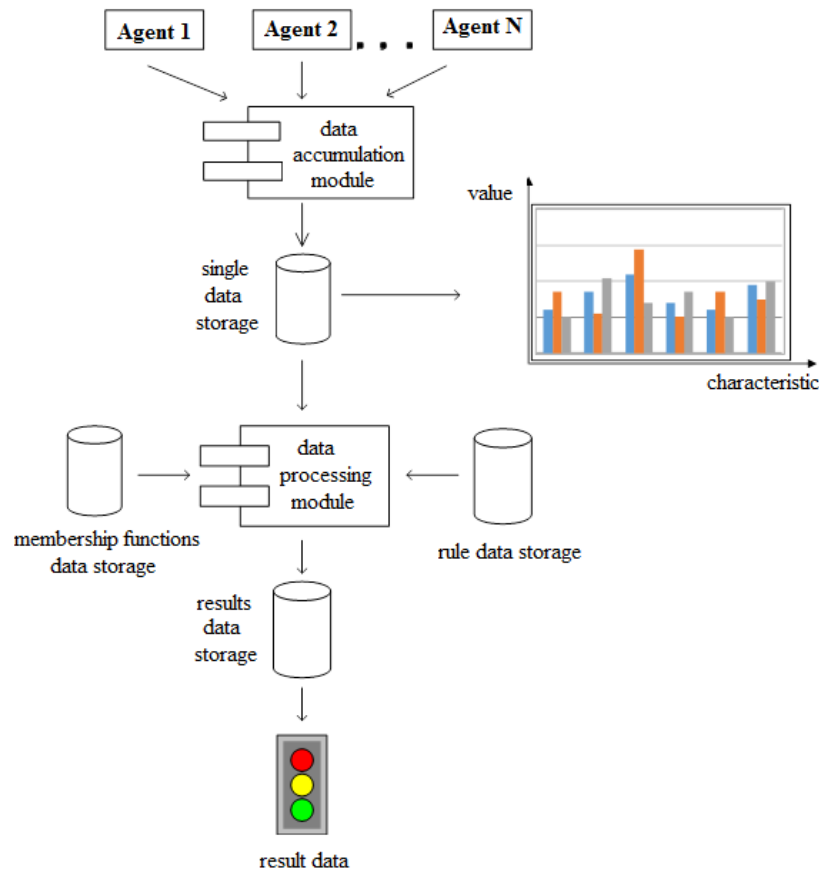 Agent 1
Agent 2
Agent N
data
accumulation
module
value
single
data
storage
characteristic
data
processing
module
membership functions
data storage
rule data storage
results
data
storage
result data